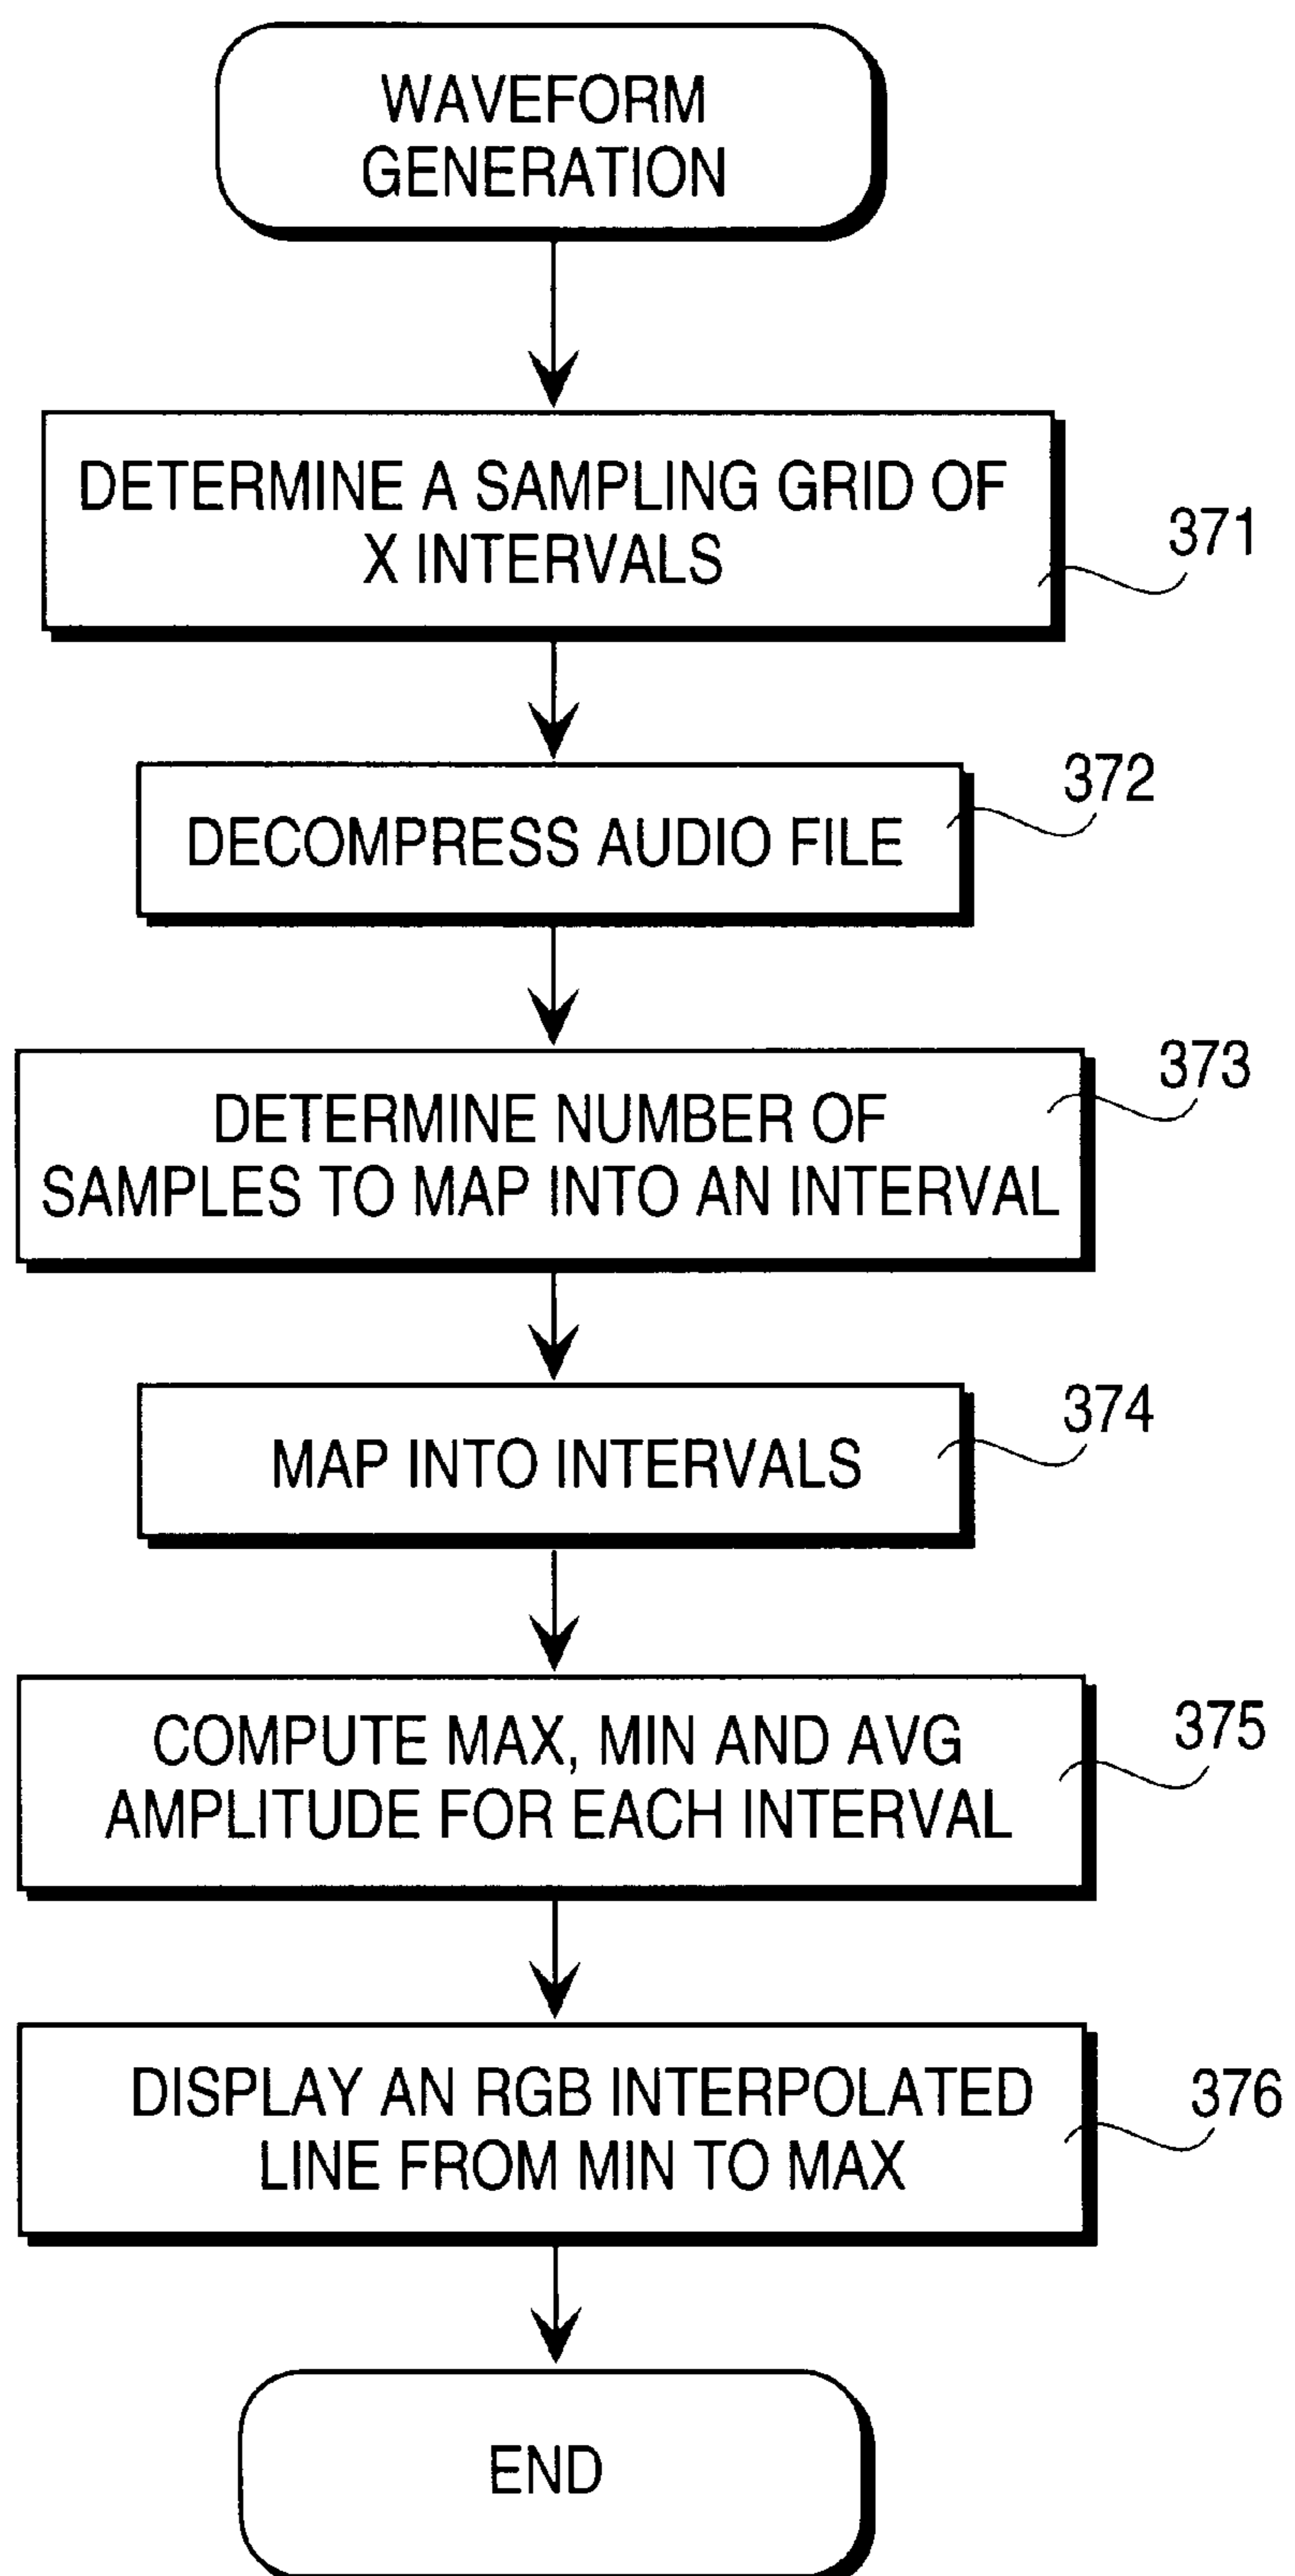 WAVEFORM
GENERATION
DETERMINE A SAMPLING GRID OF
X INTERVALS
371
DECOMPRESS AUDIO FILE
372
DETERMINE NUMBER OF
SAMPLES TO MAP INTO AN INTERVAL
373
MAP INTO INTERVALS
374
COMPUTE MAX, MIN AND AVG
AMPLITUDE FOR EACH INTERVAL
375
DISPLAY AN RGB INTERPOLATED
LINE FROM MIN TO MAX
376
END